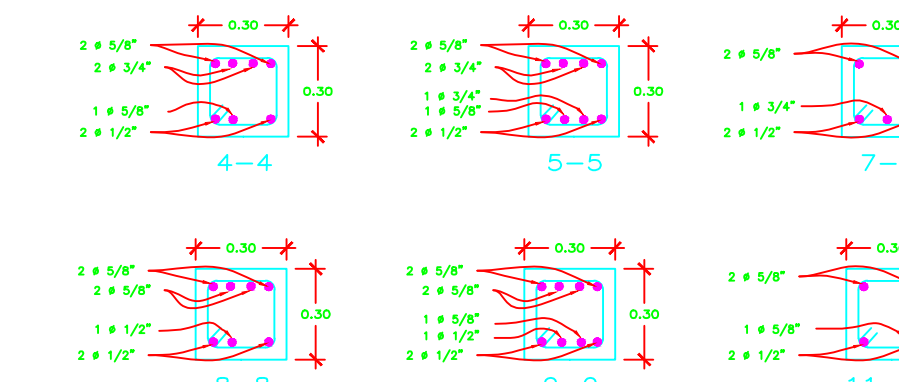 0.30
2 ø 5/8"
2 ø 3/4"
0.30
1 ø 5/8"
2 ø 1/2"
4-4
0.30
2 ø 5/8"
2 ø 3/4"
0.30
1 ø 3/4"
1 ø 5/8"
2 ø 1/2"
5-5
2 ø 5/8"
1 ø 3/4"
2 ø 1/2"
0.30
2 ø 5/8"
2 ø 5/8"
0.30
1 ø 1/2"
2 ø 1/2"
0.30
2 ø 5/8"
2 ø 5/8"
0.30
1 ø 5/8"
1 ø 1/2"
2 ø 1/2"
2 ø 5/8"
1 ø 5/8"
2 ø 1/2"